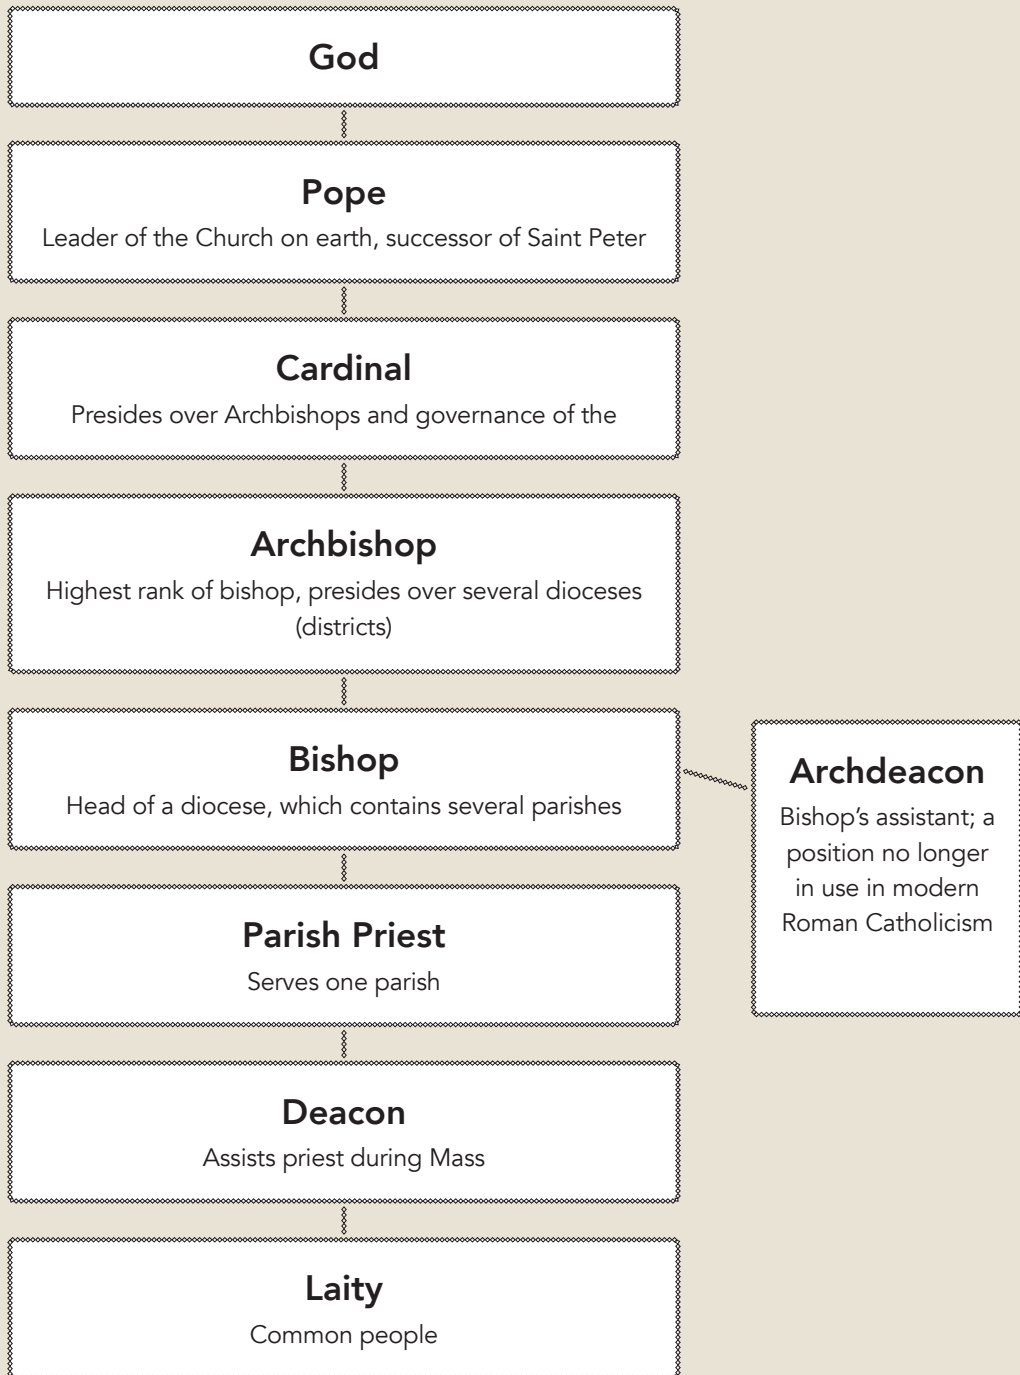 God
Pope
Leader of the Church on earth, successor of Saint Peter
Cardinal
Presides over Archbishops and governance of the
Archbishop
Highest rank of bishop, presides over several dioceses
(districts)
Bishop
Head of a diocese, which contains several parishes
Archdeacon
Bishop’s assistant; a
position no longer
in use in modern
Roman Catholicism
Parish Priest
Serves one parish
Deacon
Assists priest during Mass
Laity
Common people